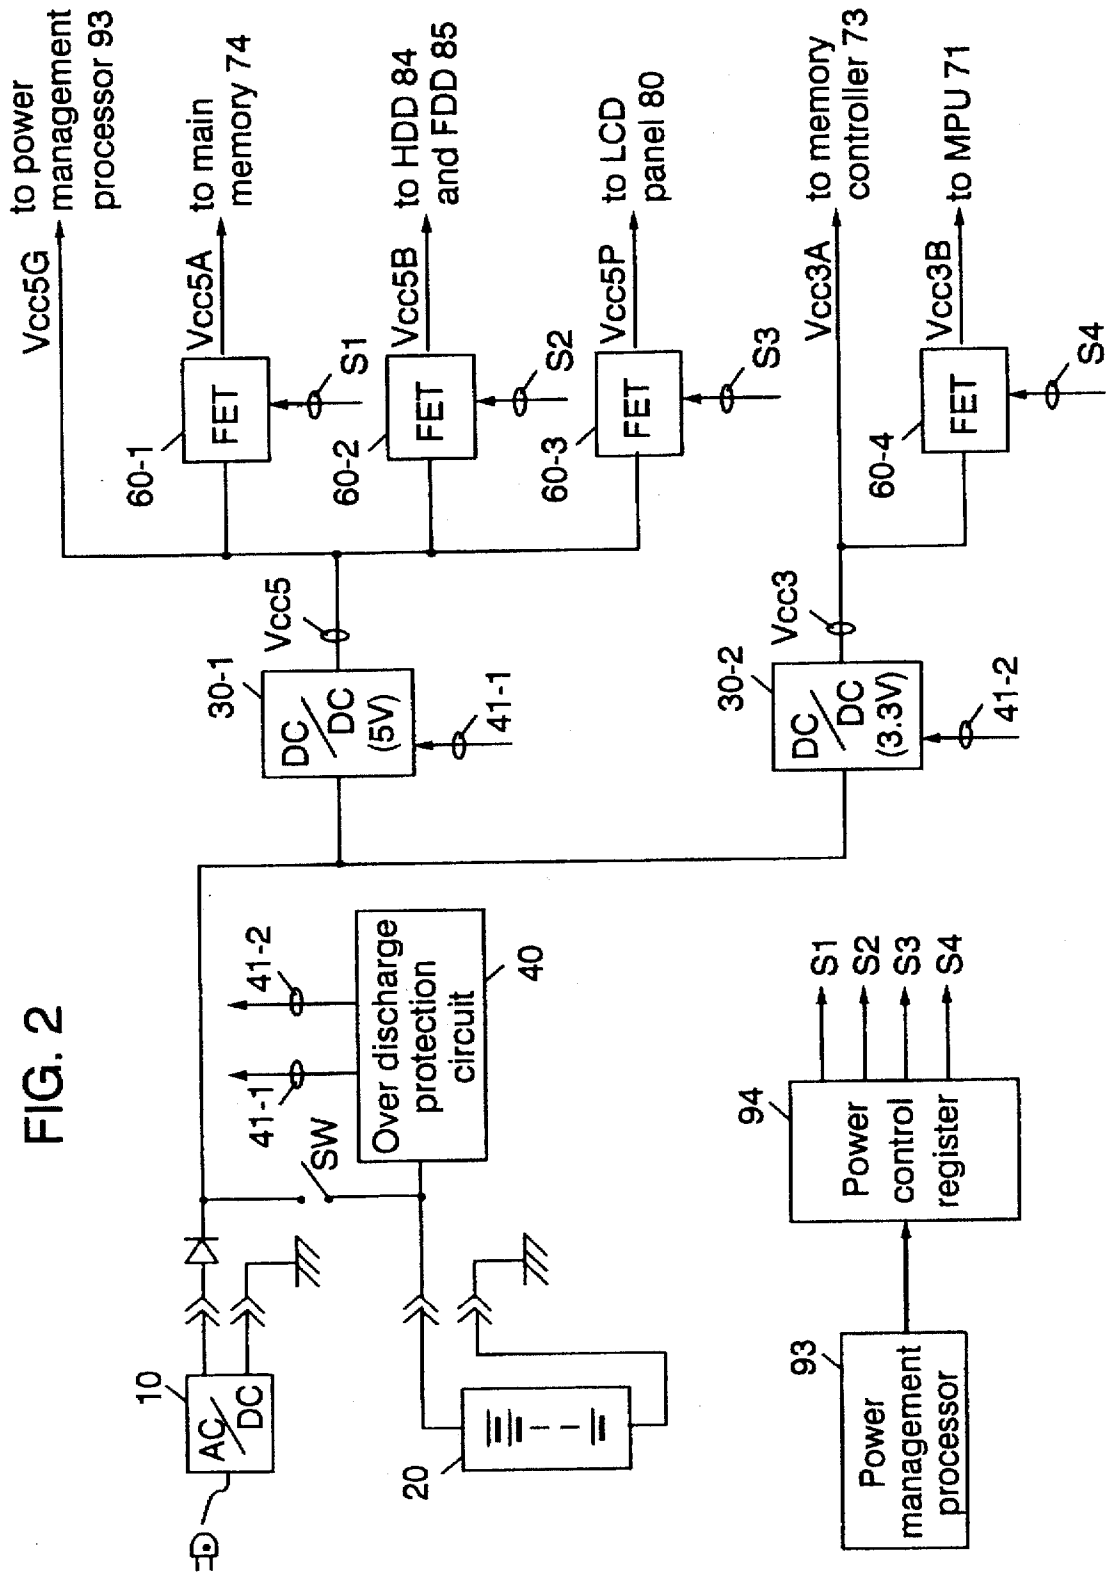 FIG. 2
10
AC
DC
20
SW
41-1
41-2
Over discharge
protection
circuit
40
30-1
DC
DC
(5V)
41-1
Vcc5
30-2
DC
DC
(3.3V)
41-2
Vcc3
Vcc5G
to power
management
processor 93
60-1
FET
S1
Vcc5A
to main
memory 74
60-2
FET
S2
Vcc5B
to HDD 84
and FDD 85
60-3
FET
S3
Vcc5P
to LCD
panel 80
Vcc3A
to memory
controller 73
60-4
FET
S4
Vcc3B
to MPU 71
93
Power
management
processor
94
Power
control
register
S1
S2
S3
S4